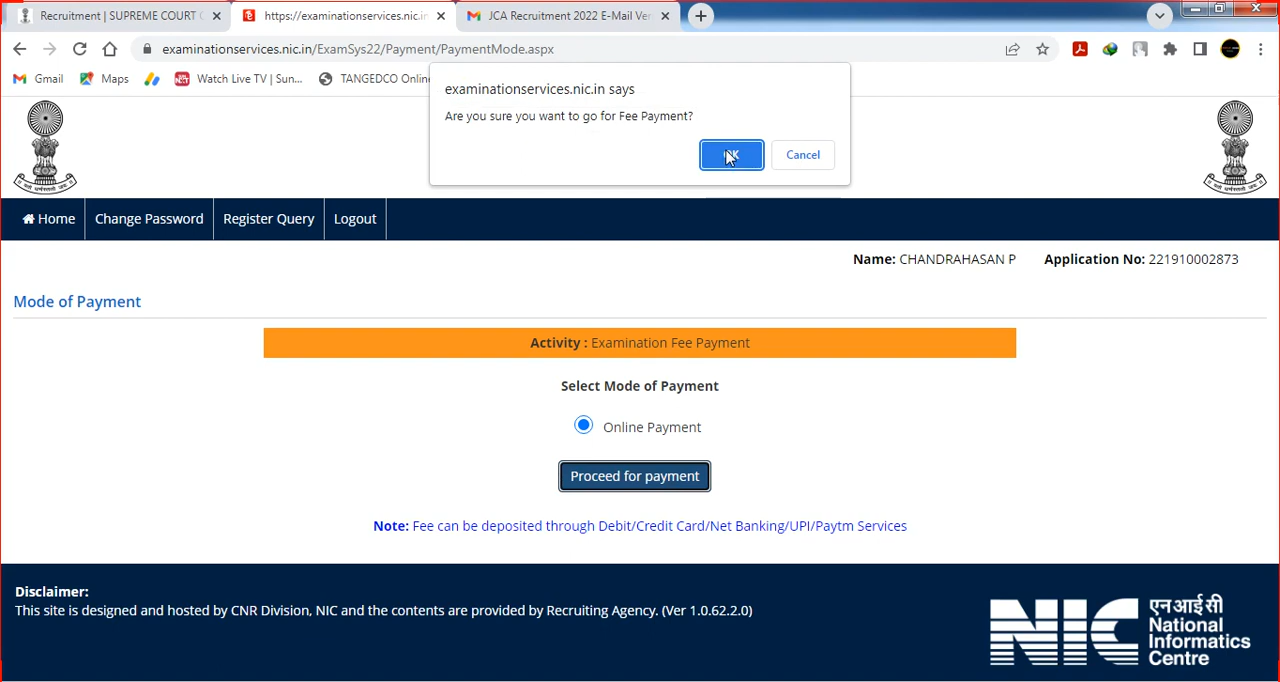 Recruitment | SUPREME COURT
https://examinationservices.nic.in
JCA Recruitment 2022 E-Mail Ver
examinationservices.nic.in/ExamSys22/Payment/PaymentMode.aspx
Gmail Maps Watch Live TV | Sun... TANGEDCO Onlin
examinationservices.nic.in says
Are you sure you want to go for Fee Payment?
OK Cancel
Home Change Password Register Query Logout
Name: CHANDRAHASAN P Application No: 221910002873
Mode of Payment
Activity : Examination Fee Payment
Select Mode of Payment
Online Payment
Proceed for payment
Note: Fee can be deposited through Debit/Credit Card/Net Banking/UPI/Paytm Services
Disclaimer:
This site is designed and hosted by CNR Division, NIC and the contents are provided by Recruiting Agency. (Ver 1.0.62.2.0)
NIC
एनआईसी
National
Informatics
Centre